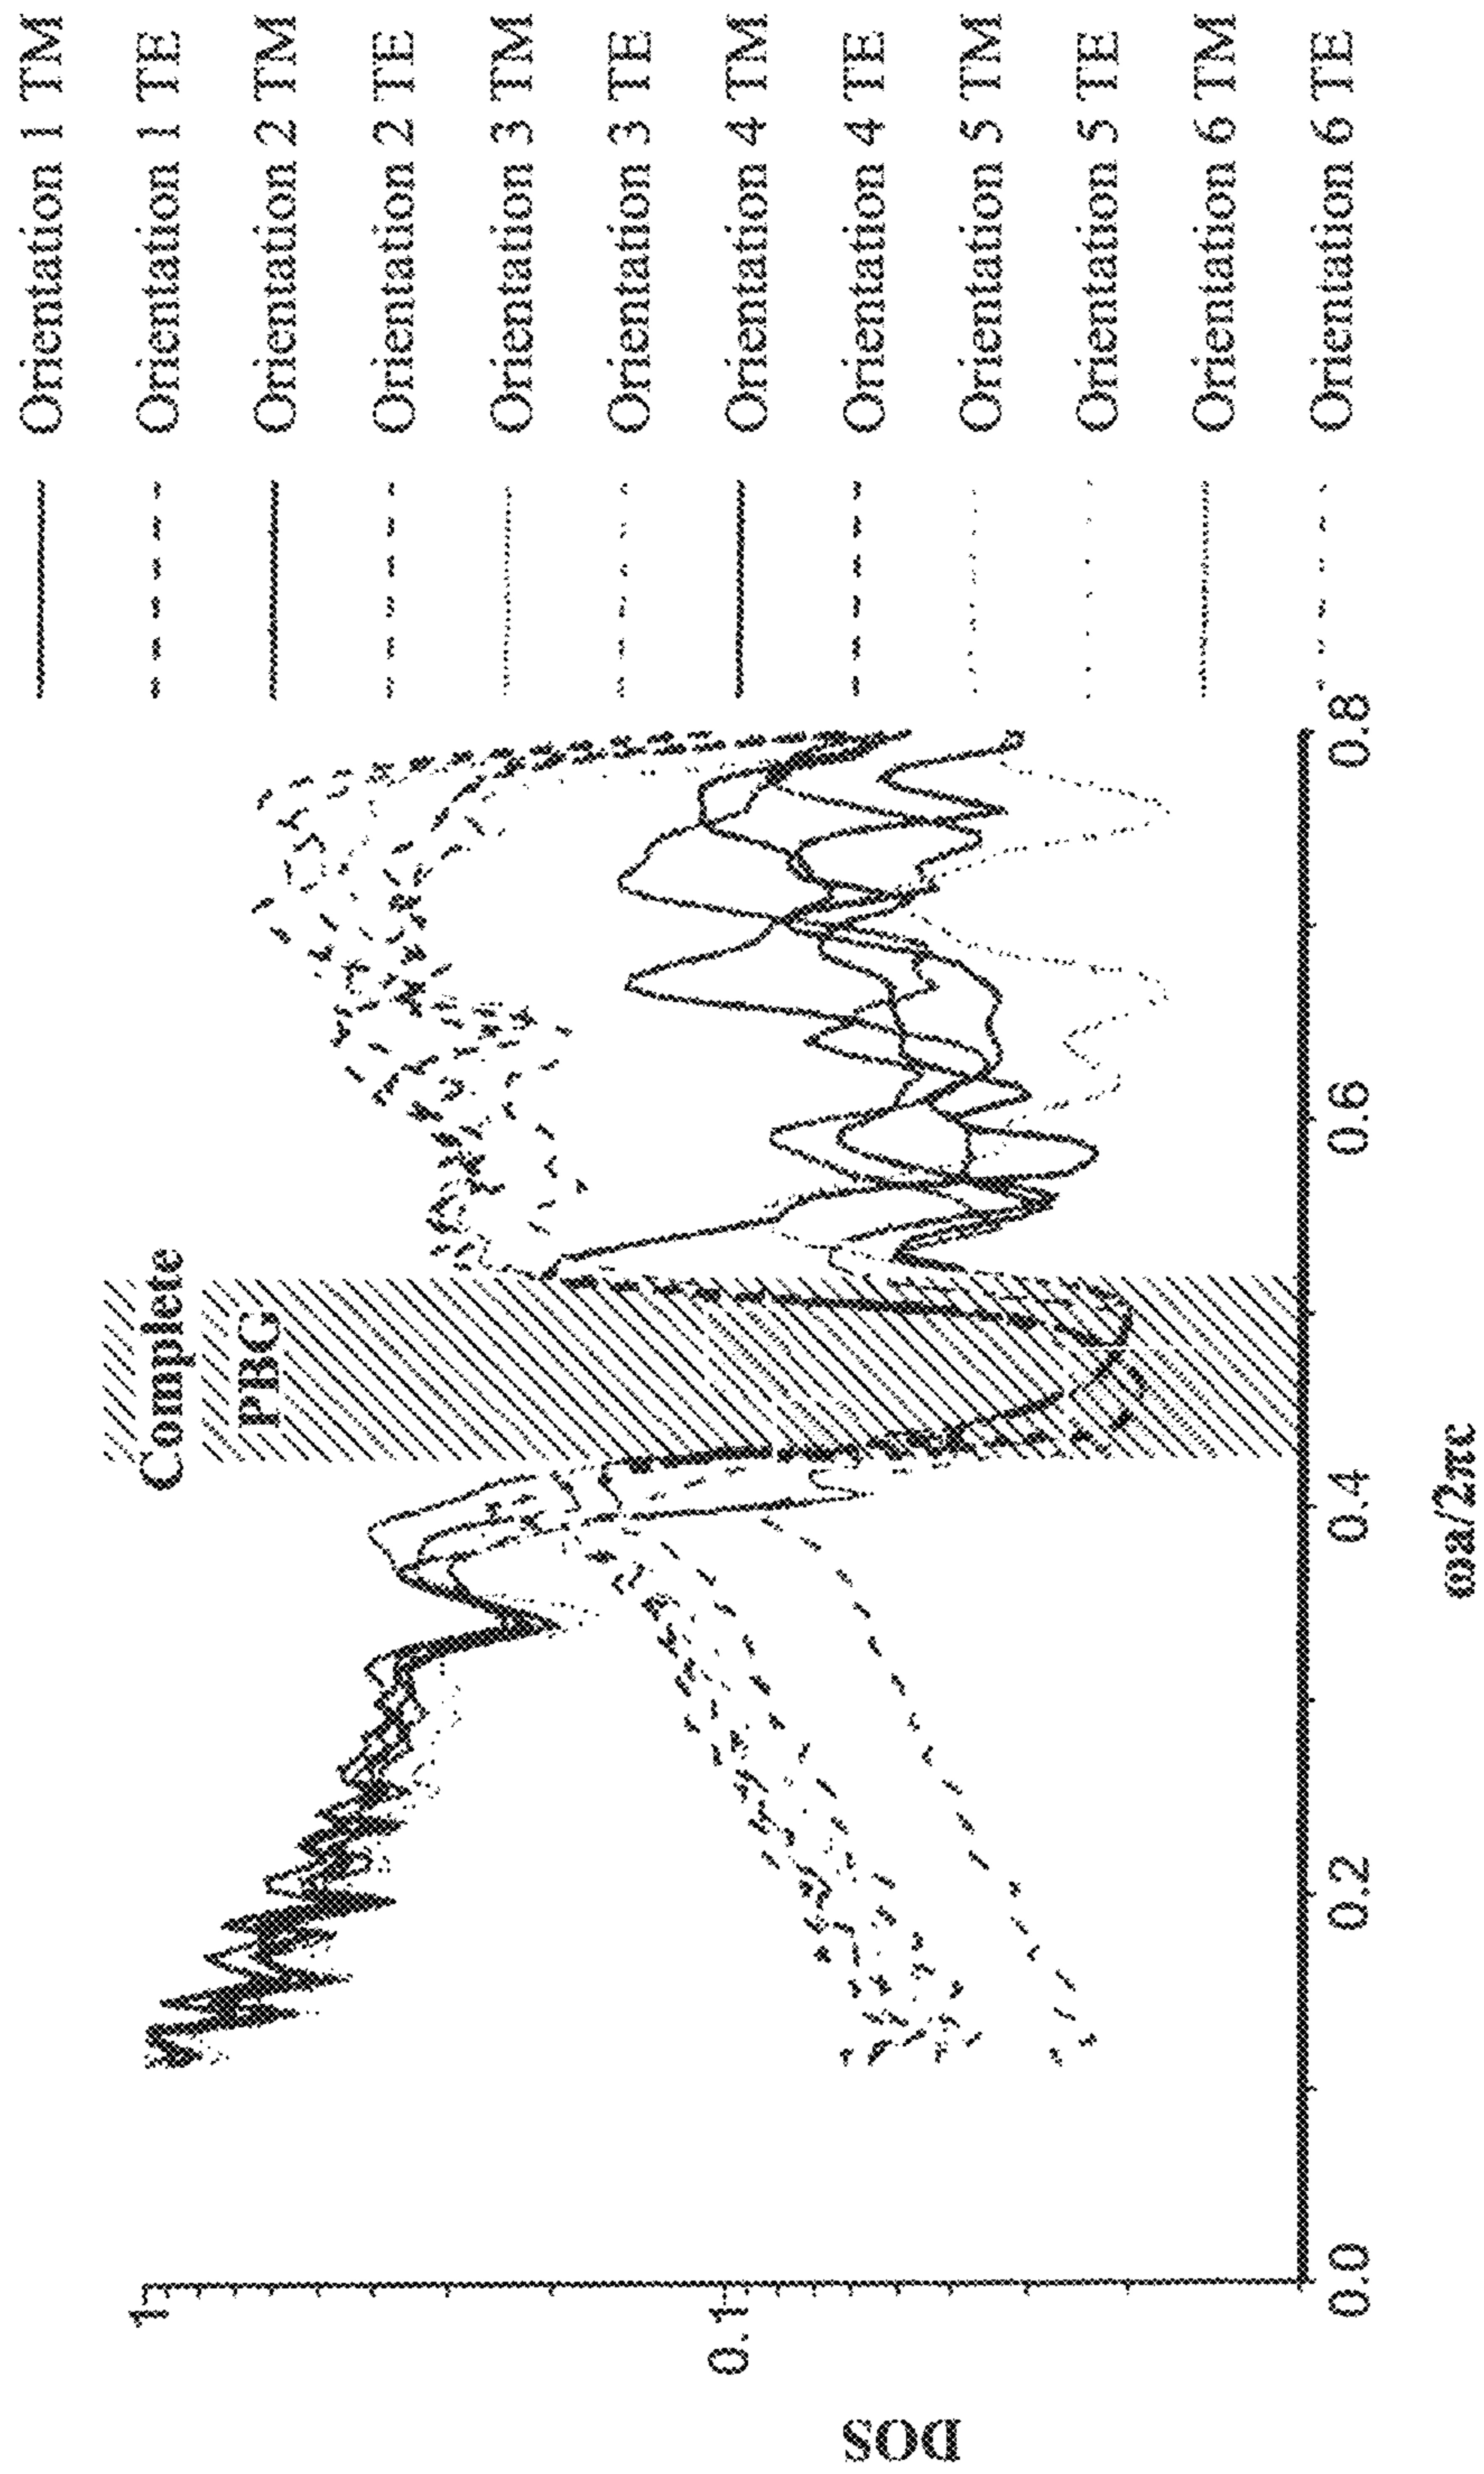 DOS
1
0.1
Complete
PBG
0.0
0.2
0.4
0.6
0.8
ωa/2πc
Orientation 1 TM
Orientation 1 TE
Orientation 2 TM
Orientation 2 TE
Orientation 3 TM
Orientation 3 TE
Orientation 4 TM
Orientation 4 TE
Orientation 5 TM
Orientation 5 TE
Orientation 6 TM
Orientation 6 TE